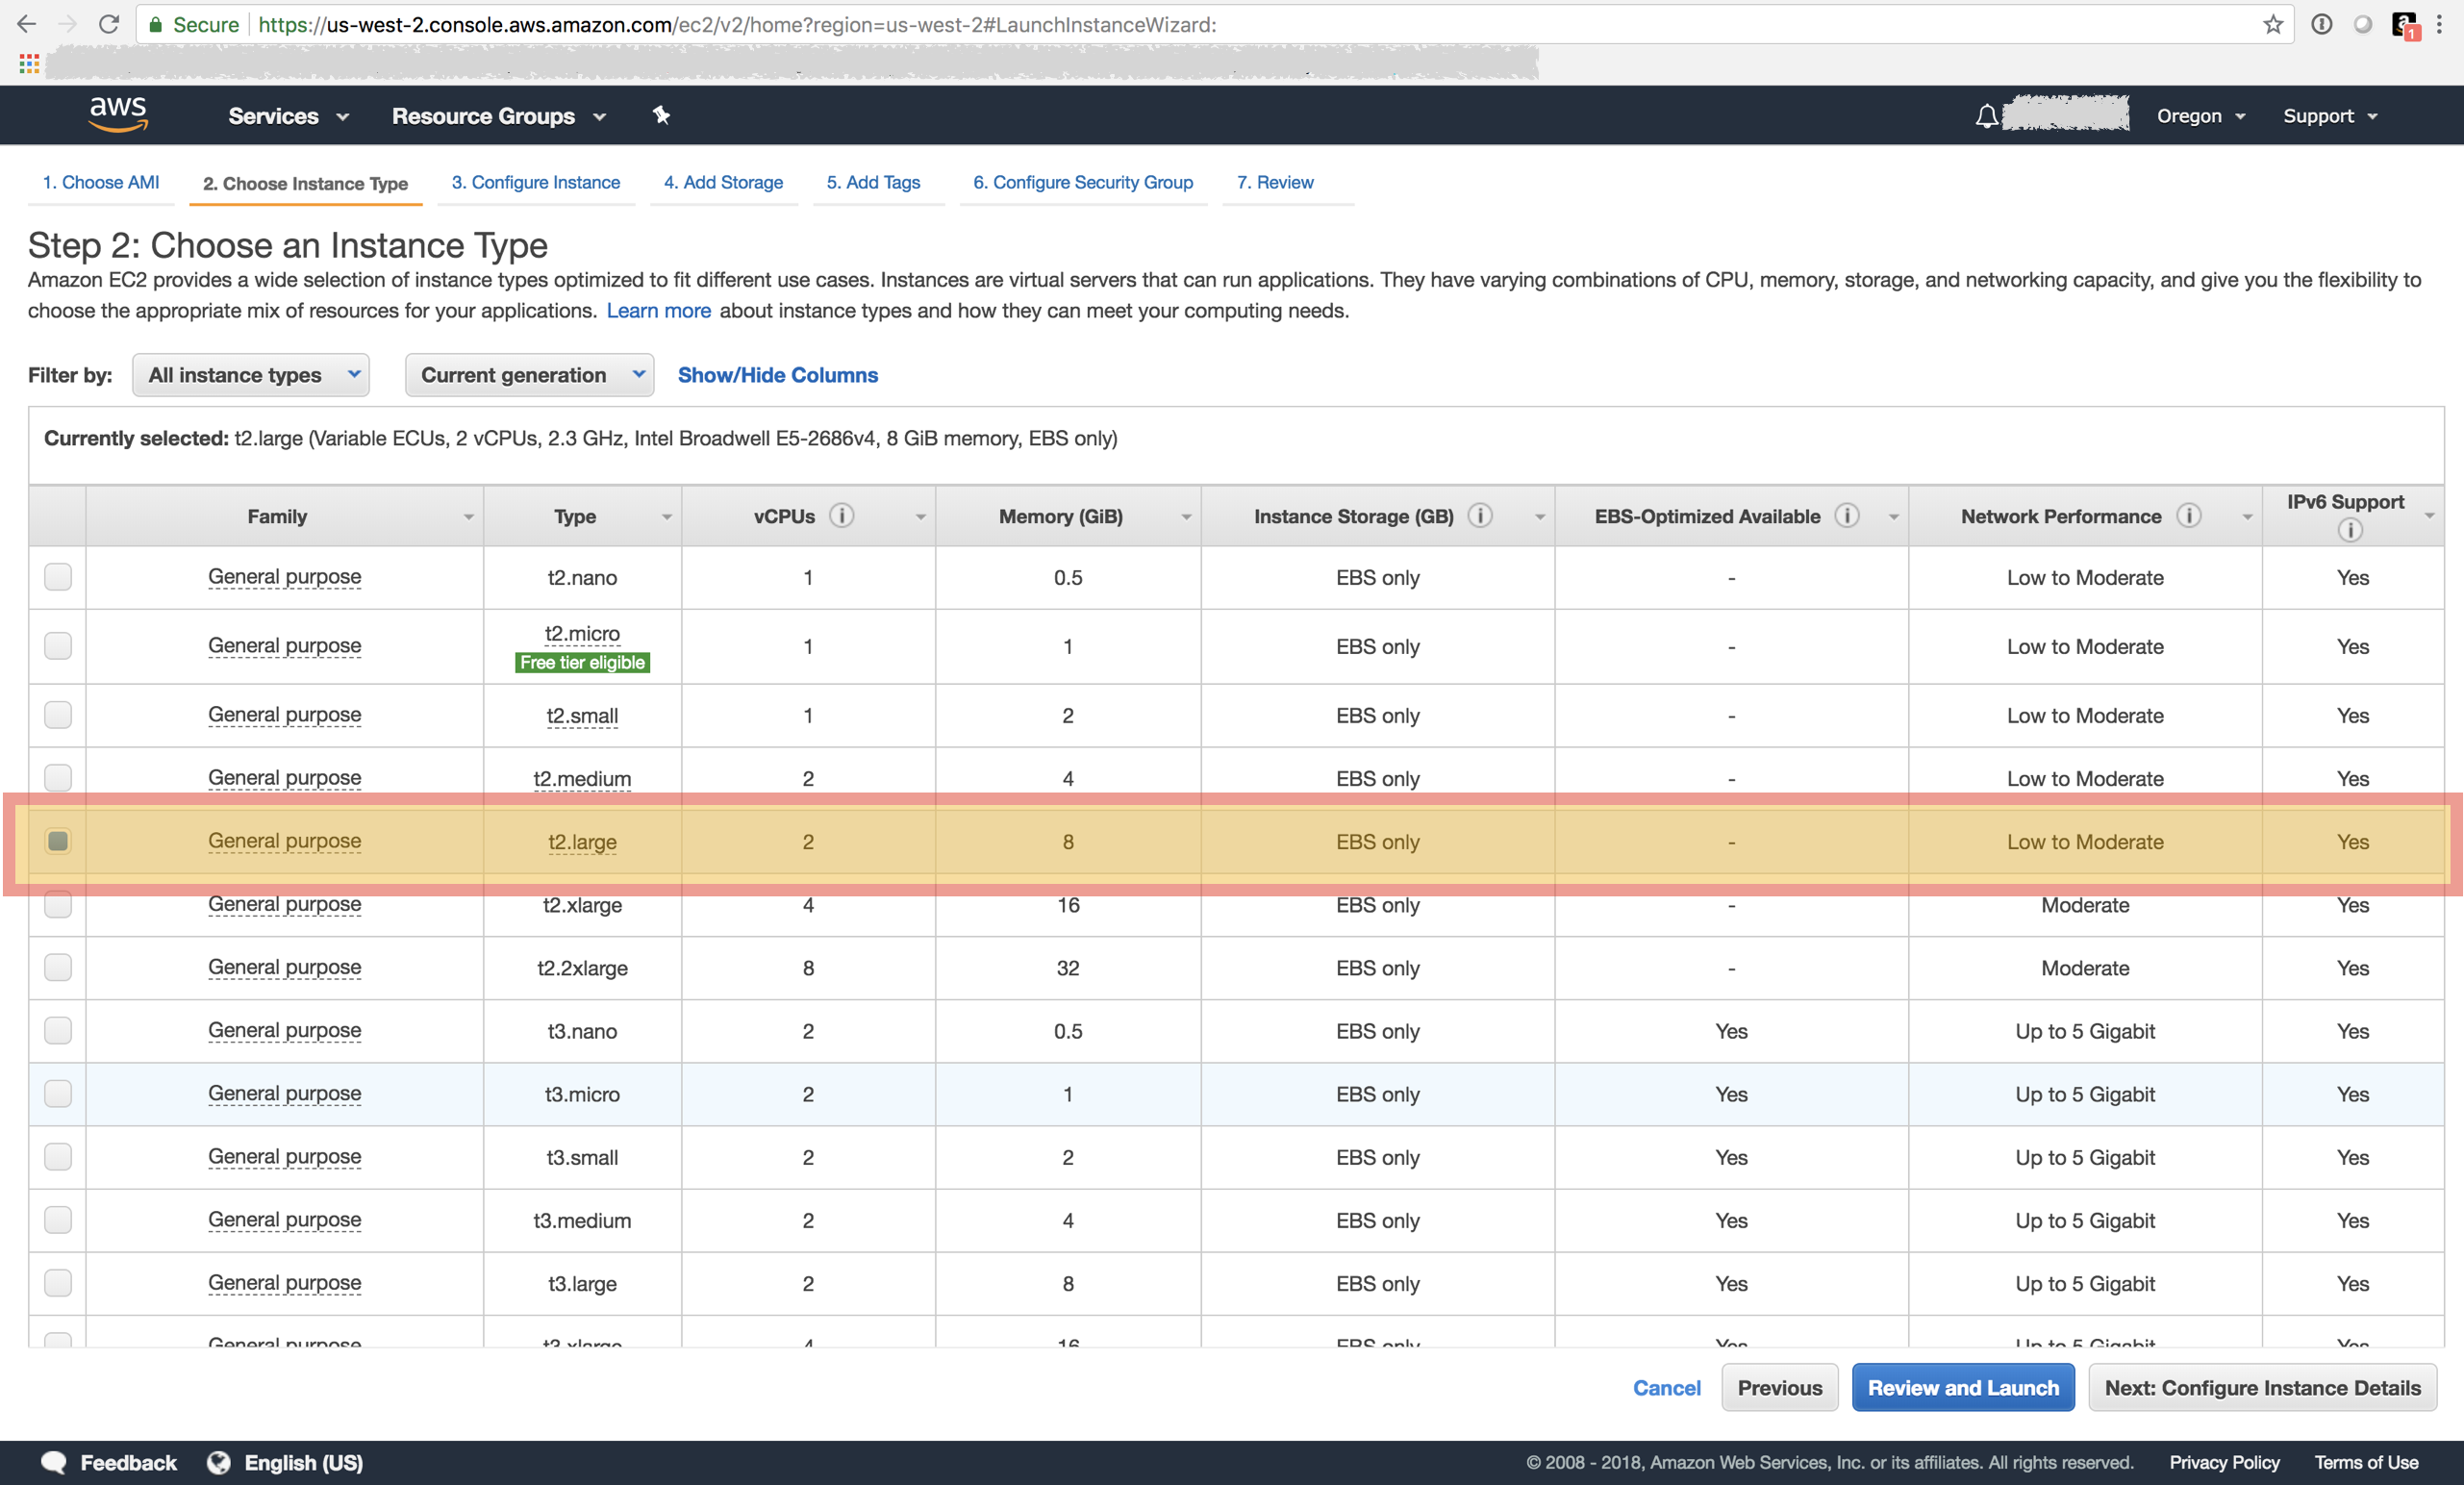 Secure https://us-west-2.console.aws.amazon.com/ec2/v2/home?region=us-west-2#LaunchInstanceWizard:
1
aws Services Resource Groups Oregon Support
1. Choose AMI 2. Choose Instance Type 3. Configure Instance 4. Add Storage 5. Add Tags 6. Configure Security Group 7. Review
Step 2: Choose an Instance Type
Amazon EC2 provides a wide selection of instance types optimized to fit different use cases. Instances are virtual servers that can run applications. They have varying combinations of CPU, memory, storage, and networking capacity, and give you the flexibility to
choose the appropriate mix of resources for your applications. Learn more about instance types and how they can meet your computing needs.
Filter by: All instance types Current generation Show/Hide Columns
Currently selected: t2.large (Variable ECUs, 2 vCPUs, 2.3 GHz, Intel Broadwell E5-2686v4, 8 GiB memory, EBS only)
Family Type vCPUs Memory (GiB) Instance Storage (GB) EBS-Optimized Available Network Performance IPv6 Support
General purpose t2.nano 1 0.5 EBS only - Low to Moderate Yes
General purpose t2.micro 1 1 EBS only - Low to Moderate Yes
Free tier eligible
General purpose t2.small 1 2 EBS only - Low to Moderate Yes
General purpose t2.medium 2 4 EBS only - Low to Moderate Yes
General purpose t2.large 2 8 EBS only - Low to Moderate Yes
General purpose t2.xlarge 4 16 EBS only - Moderate Yes
General purpose t2.2xlarge 8 32 EBS only - Moderate Yes
General purpose t3.nano 2 0.5 EBS only Yes Up to 5 Gigabit Yes
General purpose t3.micro 2 1 EBS only Yes Up to 5 Gigabit Yes
General purpose t3.small 2 2 EBS only Yes Up to 5 Gigabit Yes
General purpose t3.medium 2 4 EBS only Yes Up to 5 Gigabit Yes
General purpose t3.large 2 8 EBS only Yes Up to 5 Gigabit Yes
General purpose t3.xlarge 4 16 EBS only Yes Up to 5 Gigabit Yes
Cancel Previous Review and Launch Next: Configure Instance Details
Feedback English (US) © 2008 - 2018, Amazon Web Services, Inc. or its affiliates. All rights reserved. Privacy Policy Terms of Use